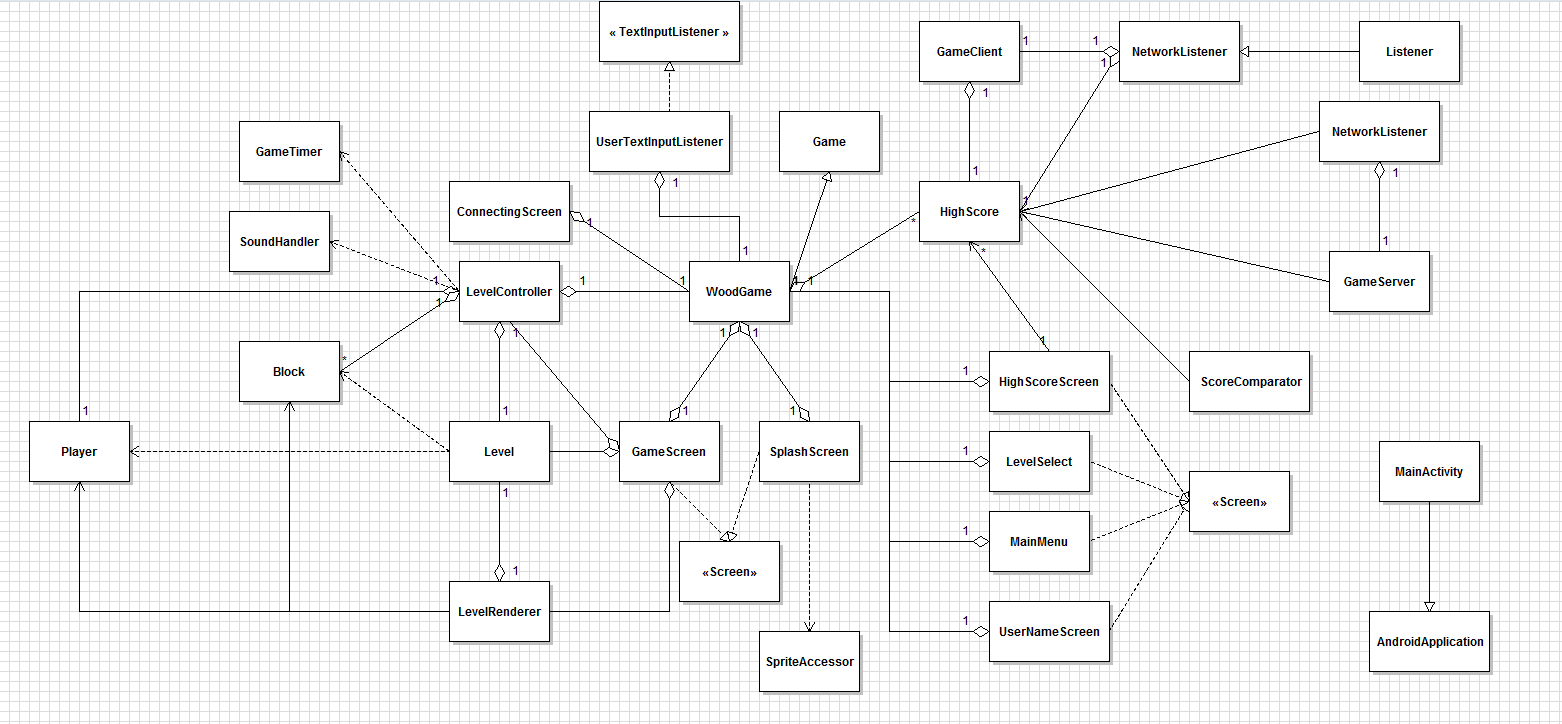 « TextInputListener »
GameClient
1
1
NetworkListener
Listener
1
1
NetworkListener
GameTimer
UserTextInputListener
Game
1
1
1
ConnectingScreen
1
HighScore
1
*
SoundHandler
1
1
*
1
1
1
1
1
LevelController
WoodGame
GameServer
1
1
1
1
1
*
Block
1
HighScoreScreen
ScoreComparator
1
1
1
1
Player
Level
GameScreen
SplashScreen
1
LevelSelect
MainActivity
1
«Screen»
1
MainMenu
1
«Screen»
LevelRenderer
1
UserNameScreen
SpriteAccessor
AndroidApplication